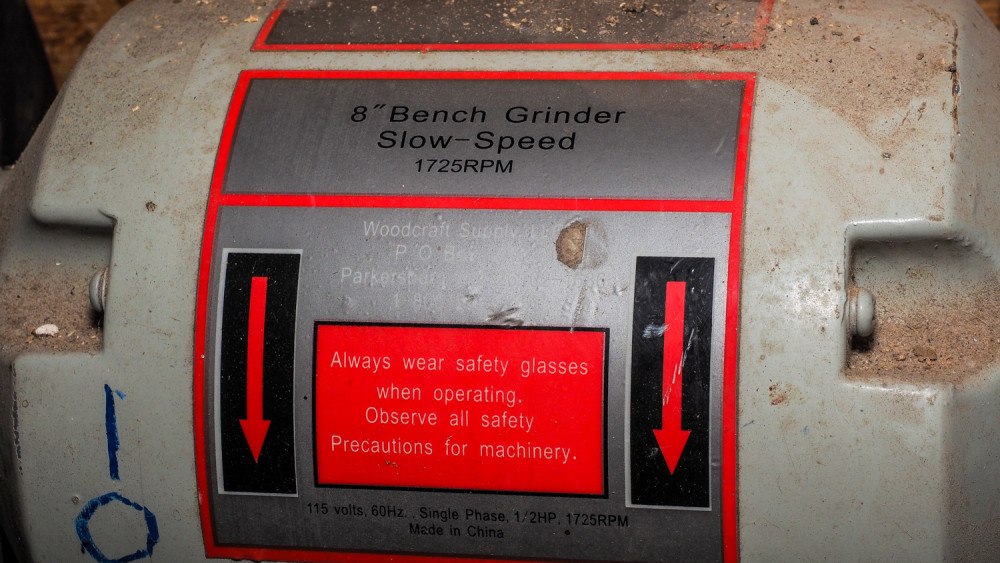 8″Bench Grinder
Slow-Speed
1725RPM
Woodcraft Supply,
P.O.
Always wear safety glasses
when operating.
Observe all safety
Precautions for machinery.
115 volts, 60Hz., Single Phase, 1/2HP, 1725RPM
Made in China